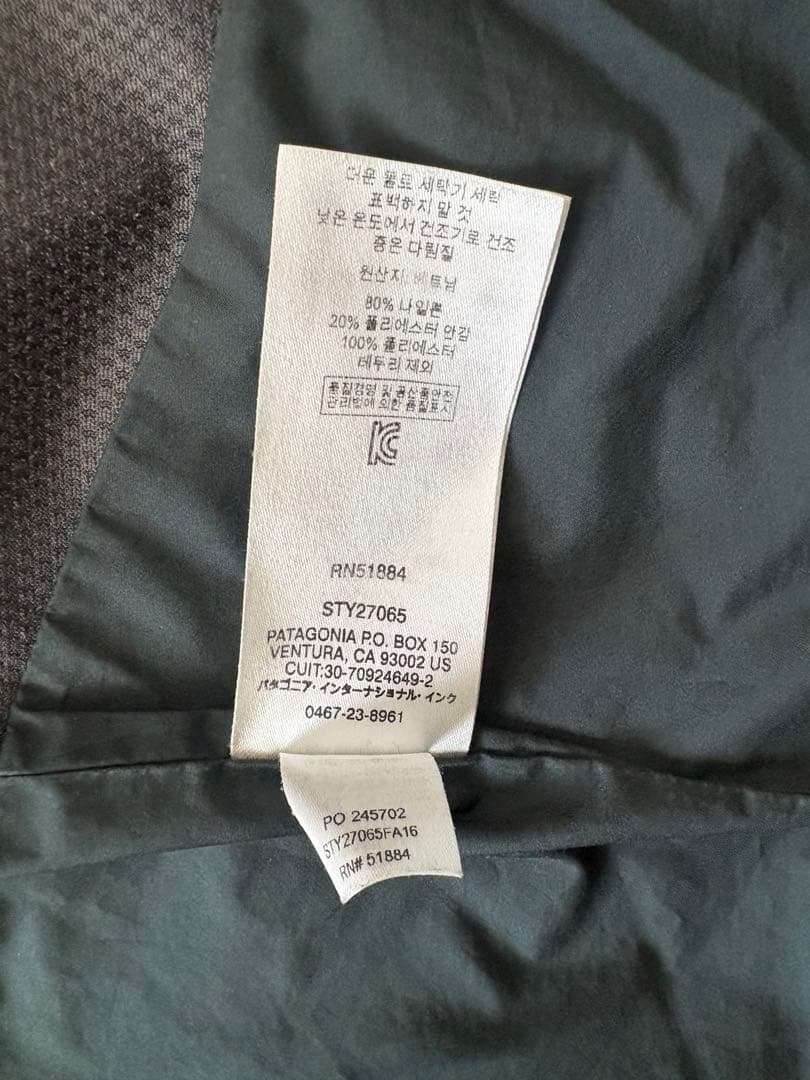 더운 물로 세탁기 세탁
표백하지 말 것
낮은 온도에서 건조기로 건조
중온 다림질
원산지: 베트남
80% 나일론
20% 폴리에스터 안감
100% 폴리에스터
테두리 제외
품질경영 및 공산품안전
관리법에 의한 품질표시
KC
RN51884
STY27065
PATAGONIA P.O. BOX 150
VENTURA, CA 93002 US
CUIT:30-70924649-2
パタゴニア・インターナショナル・インク
0467-23-8961
PO 245702
STY27065FA16
RN# 51884